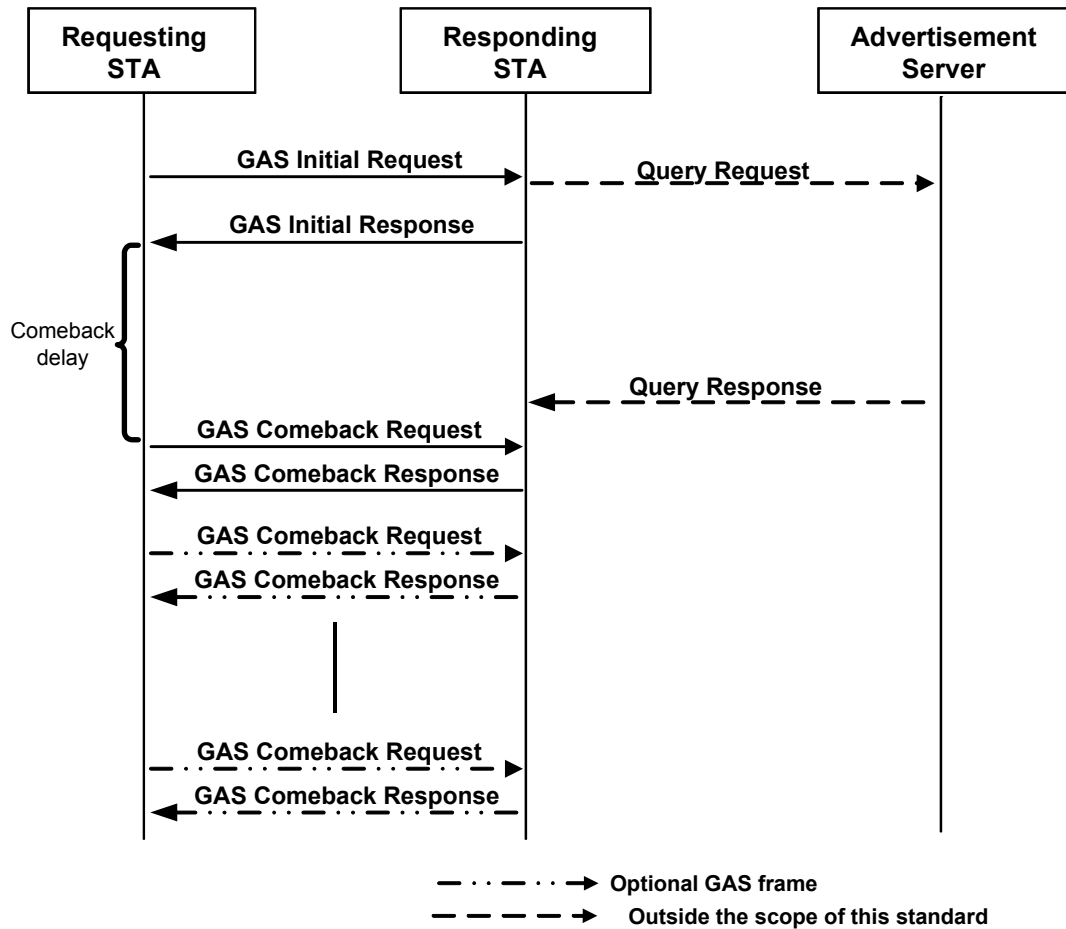 Requesting
STA
Responding
STA
Advertisement
Server
GAS Initial Request
Query Request
GAS Initial Response
Comeback
delay
Query Response
GAS Comeback Request
GAS Comeback Response
GAS Comeback Request
GAS Comeback Response
GAS Comeback Request
GAS Comeback Response
Optional GAS frame
Outside the scope of this standard